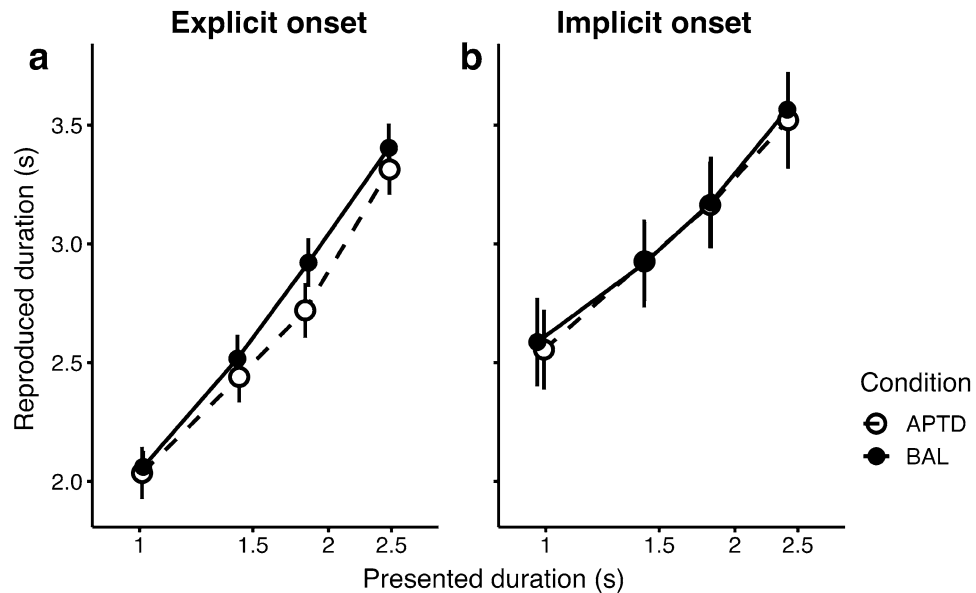 Explicit onset
Implicit onset
a
b
Reproduced duration (s)
3.5
3.0
2.5
2.0
1
1.5
2
2.5
1
1.5
2
2.5
Presented duration (s)
Condition
APTD
BAL